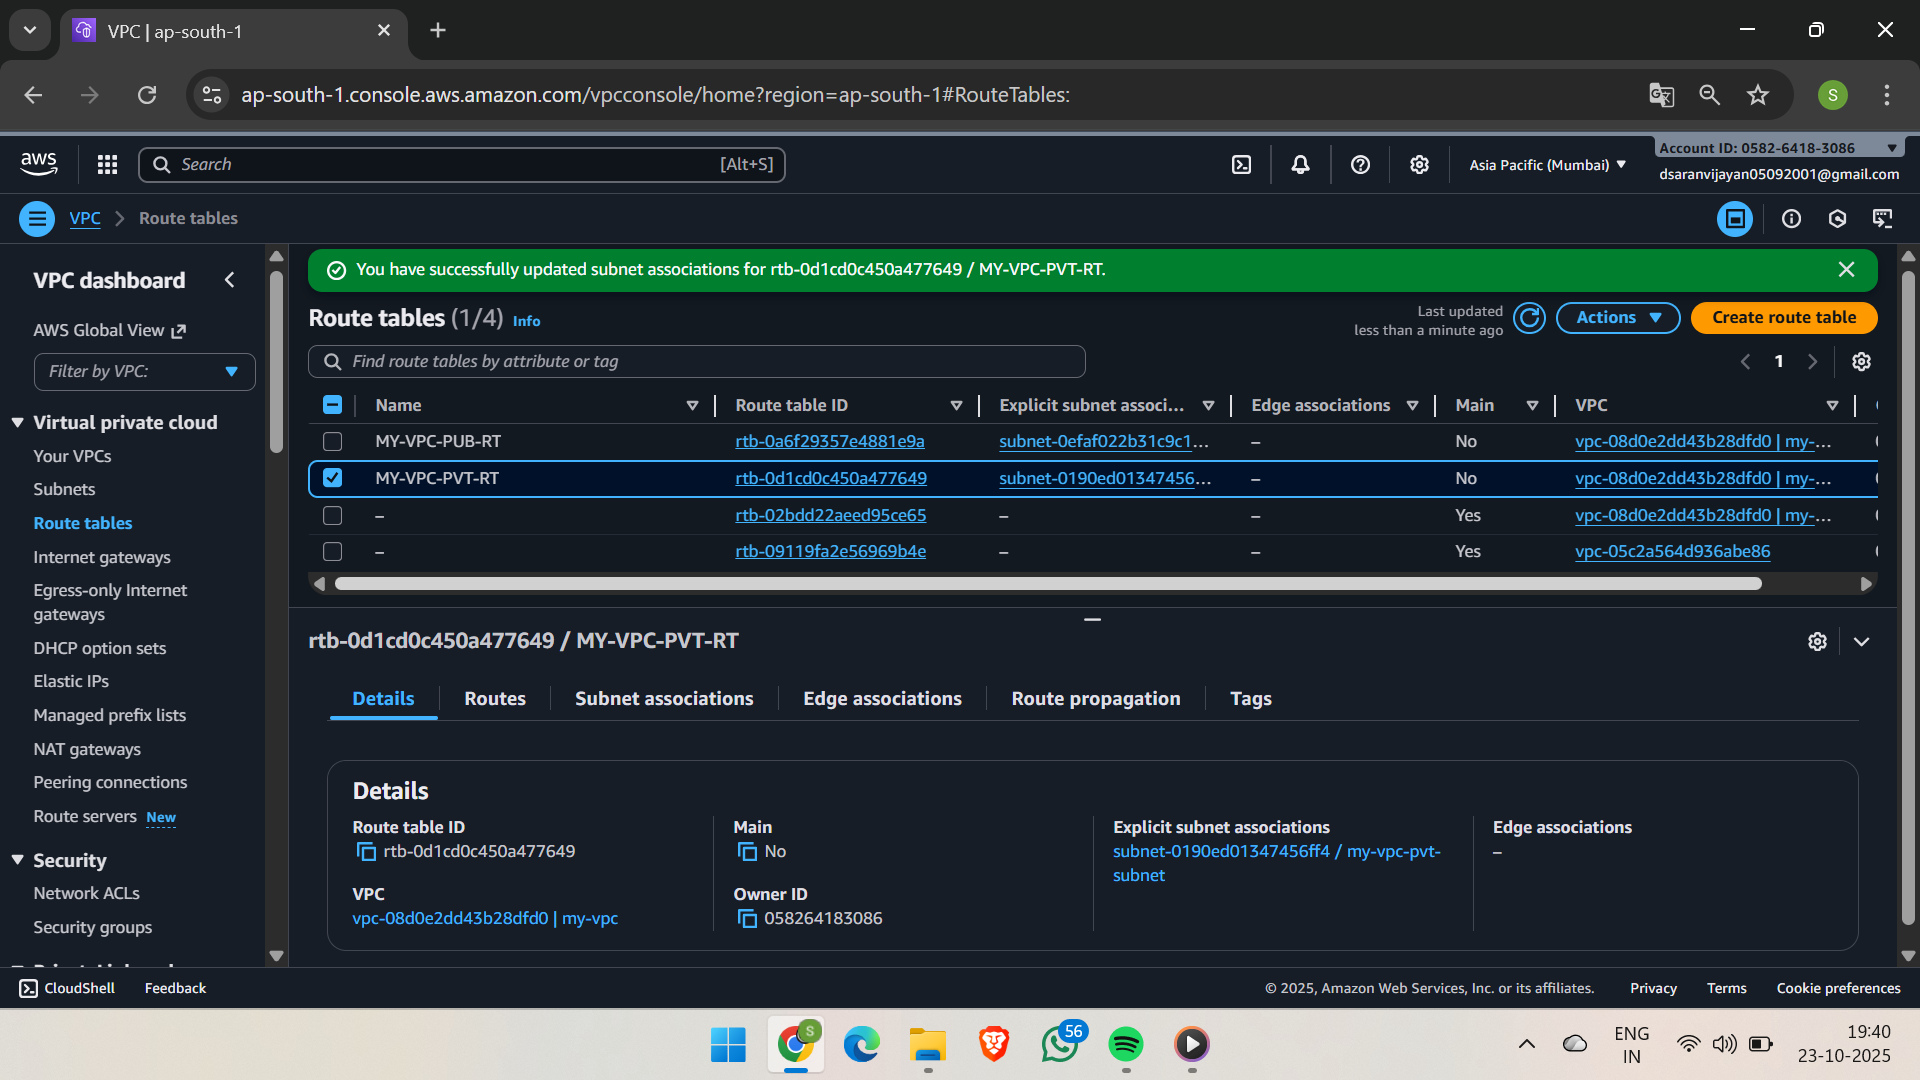 VPC | ap-south-1
ap-south-1.console.aws.amazon.com/vpcconsole/home?region=ap-south-1#RouteTables:
S
aws
Search
[Alt+S]
Asia Pacific (Mumbai)
Account ID: 0582-6418-3086
dsaranvijayan05092001@gmail.com
VPC
Route tables
VPC dashboard
AWS Global View
Filter by VPC:
Virtual private cloud
Your VPCs
Subnets
Route tables
Internet gateways
Egress-only Internet
gateways
DHCP option sets
Elastic IPs
Managed prefix lists
NAT gateways
Peering connections
Route servers New
Security
Network ACLs
Security groups
You have successfully updated subnet associations for rtb-0d1cd0c450a477649 / MY-VPC-PVT-RT.
Route tables (1/4) Info
Last updated
less than a minute ago
Actions
Create route table
Find route tables by attribute or tag
1
Name Route table ID Explicit subnet associ... Edge associations Main VPC
MY-VPC-PUB-RT rtb-0a6f29357e4881e9a subnet-0efaf022b31c9c1... – No vpc-08d0e2dd43b28dfd0 | my-...
MY-VPC-PVT-RT rtb-0d1cd0c450a477649 subnet-0190ed01347456... – No vpc-08d0e2dd43b28dfd0 | my-...
– rtb-02bdd22aeed95ce65 – – Yes vpc-08d0e2dd43b28dfd0 | my-...
– rtb-09119fa2e56969b4e – – Yes vpc-05c2a564d936abe86
rtb-0d1cd0c450a477649 / MY-VPC-PVT-RT
Details Routes Subnet associations Edge associations Route propagation Tags
Details
Route table ID
rtb-0d1cd0c450a477649
VPC
vpc-08d0e2dd43b28dfd0 | my-vpc
Main
No
Owner ID
058264183086
Explicit subnet associations
subnet-0190ed01347456ff4 / my-vpc-pvt-
subnet
Edge associations
–
CloudShell
Feedback
© 2025, Amazon Web Services, Inc. or its affiliates.
Privacy
Terms
Cookie preferences
S
56
ENG
IN
19:40
23-10-2025